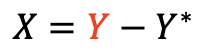 X = Y − Y*